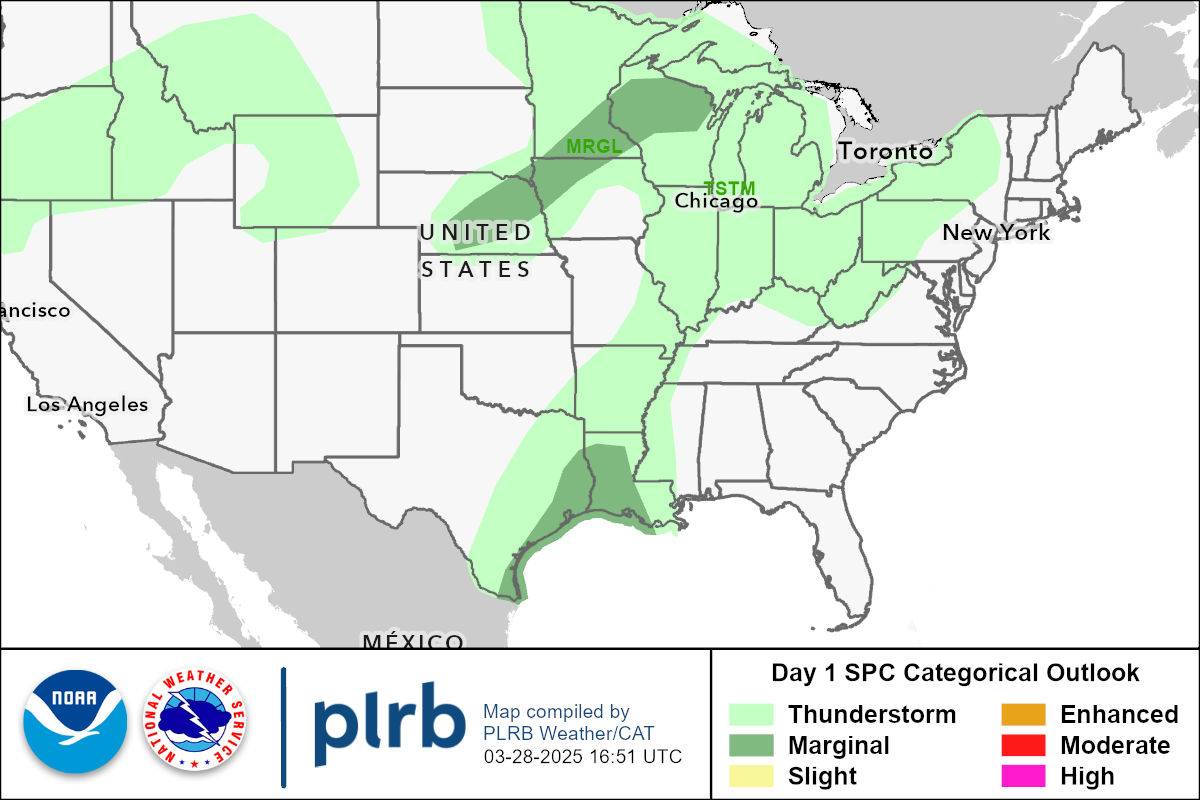 MRGL
Toronto
TSTM
Chicago
UNITED
STATES
New York
ancisco
Los Angeles
MÉXICO
NOAA
NATIONAL WEATHER SERVICE
plrb
Map compiled by
PLRB Weather/CAT
03-28-2025 16:51 UTC
Day 1 SPC Categorical Outlook
Thunderstorm
Marginal
Slight
Enhanced
Moderate
High